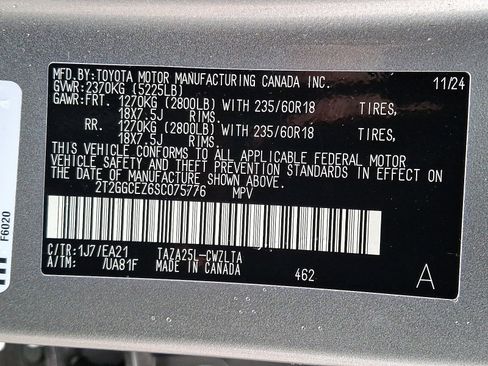 MFD.BY:TOYOTA MOTOR MANUFACTURING CANADA INC. 11/24
GVWR:2370KG (5225LB)
GAWR:FRT. 1270KG (2800LB) WITH 235/60R18 TIRES,
18X7.5J RIMS.
RR. 1270KG (2800LB) WITH 235/60R18 TIRES,
18X7.5J RIMS.
THIS VEHICLE CONFORMS TO ALL APPLICABLE FEDERAL MOTOR
VEHICLE SAFETY AND THEFT PREVENTION STANDARDS IN EFFECT ON
THE DATE OF MANUFACTURE SHOWN ABOVE.
2T2GGCEZ6SC075776 MPV
C/TR:1J7/EA21 TAZA25L-CWZLTA
A/TM: /UA81F MADE IN CANADA 462 A
F6020